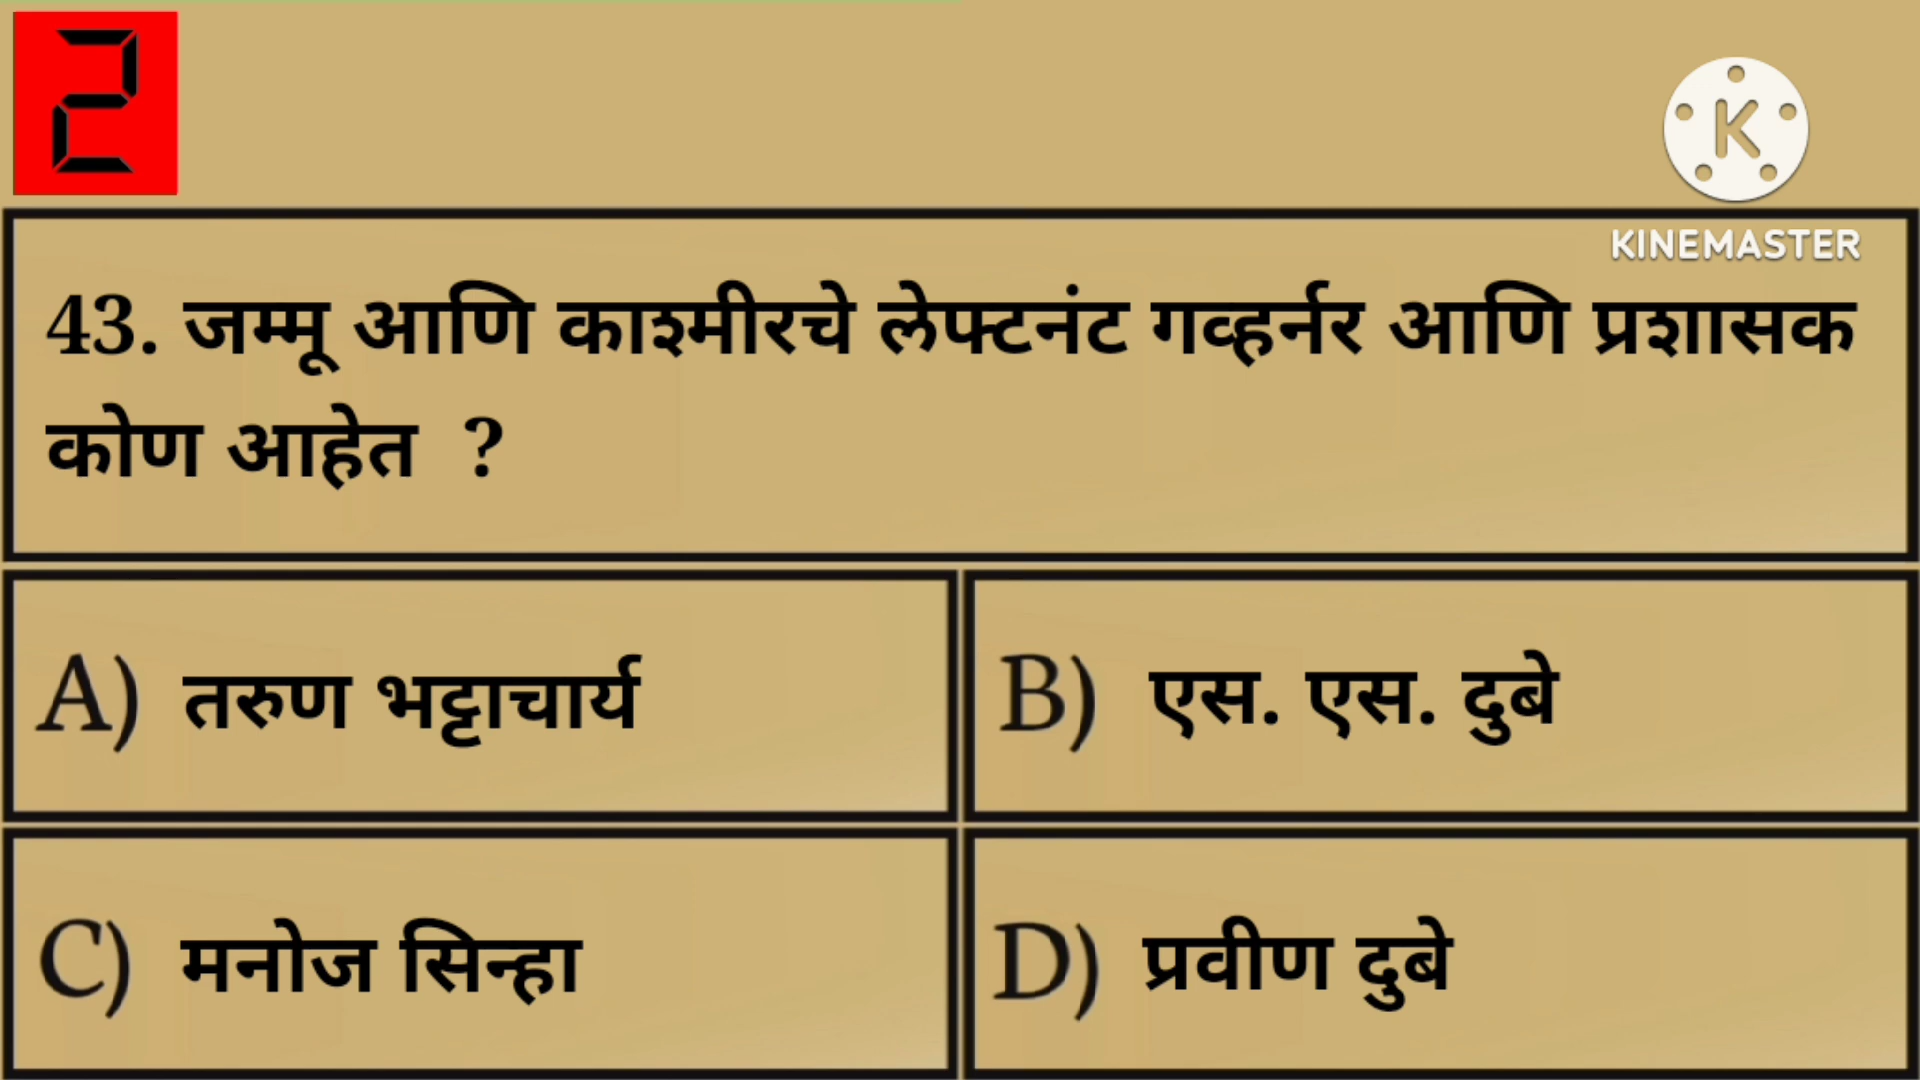 2
K
KINEMASTER
43. जम्मू आणि काश्मीरचे लेफ्टनंट गव्हर्नर आणि प्रशासक
कोण आहेत ?
A) तरुण भट्टाचार्य
B) एस. एस. दुबे
C) मनोज सिन्हा
D) प्रवीण दुबे